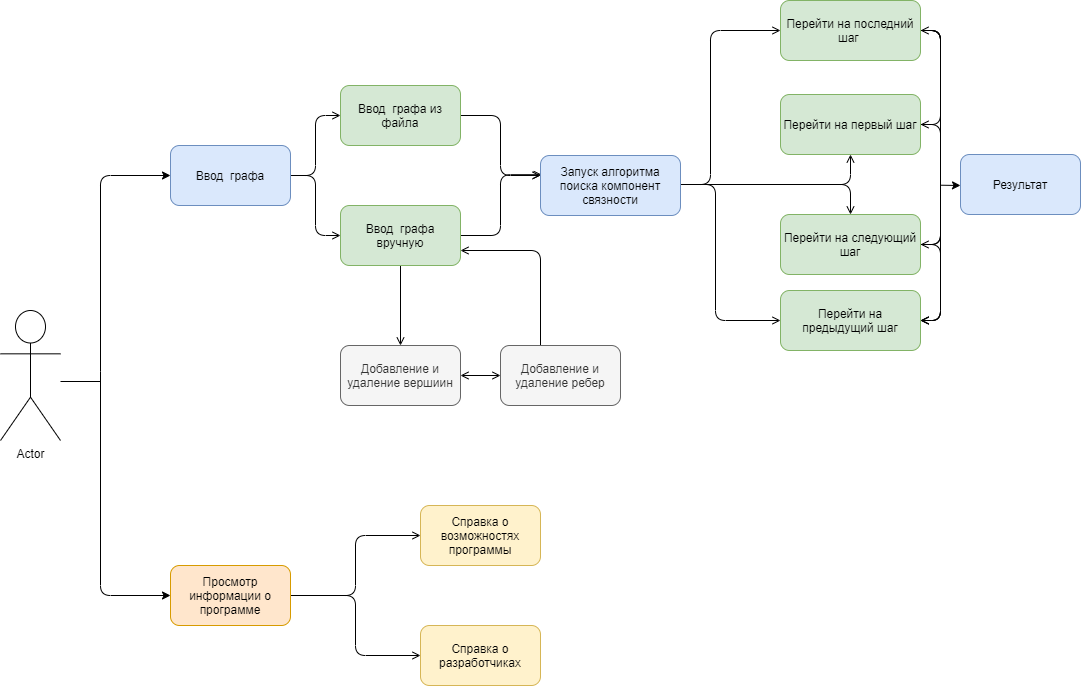 Перейти на последний
шаг
Ввод графа из
файла
Перейти на первый шаг
Ввод графа
Запуск алгоритма
поиска компонент
связности
Результат
Ввод графа
вручную
Перейти на следующий
шаг
Перейти на
предыдущий шаг
Добавление и
удаление вершиин
Добавление и
удаление ребер
Actor
Справка о
возможностях
программы
Просмотр
информации о
программе
Справка о
разработчиках